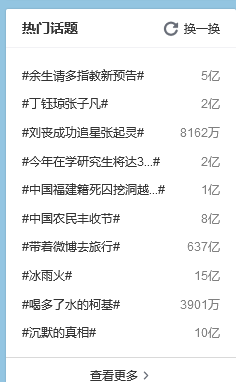 热门话题 换一换
#余生请多指教新预告# 5亿
#丁钰琼张子凡# 2亿
#刘丧成功追星张起灵# 8162万
#今年在学研究生将达3...# 2亿
#中国福建籍死囚挖洞越...# 1亿
#中国农民丰收节# 8亿
#带着微博去旅行# 637亿
#冰雨火# 15亿
#喝多了水的柯基# 3901万
#沉默的真相# 10亿
查看更多 >